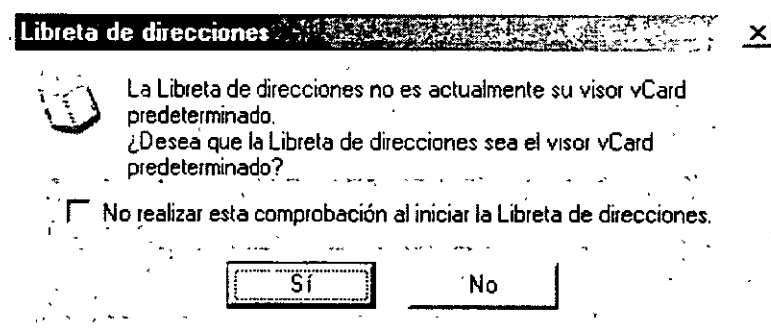 Libreta de direcciones
La Libreta de direcciones no es actualmente su visor vCard
predeterminado.
¿Desea que la Libreta de direcciones sea el visor vCard
predeterminado?
No realizar esta comprobación al iniciar la Libreta de direcciones.
Sí No